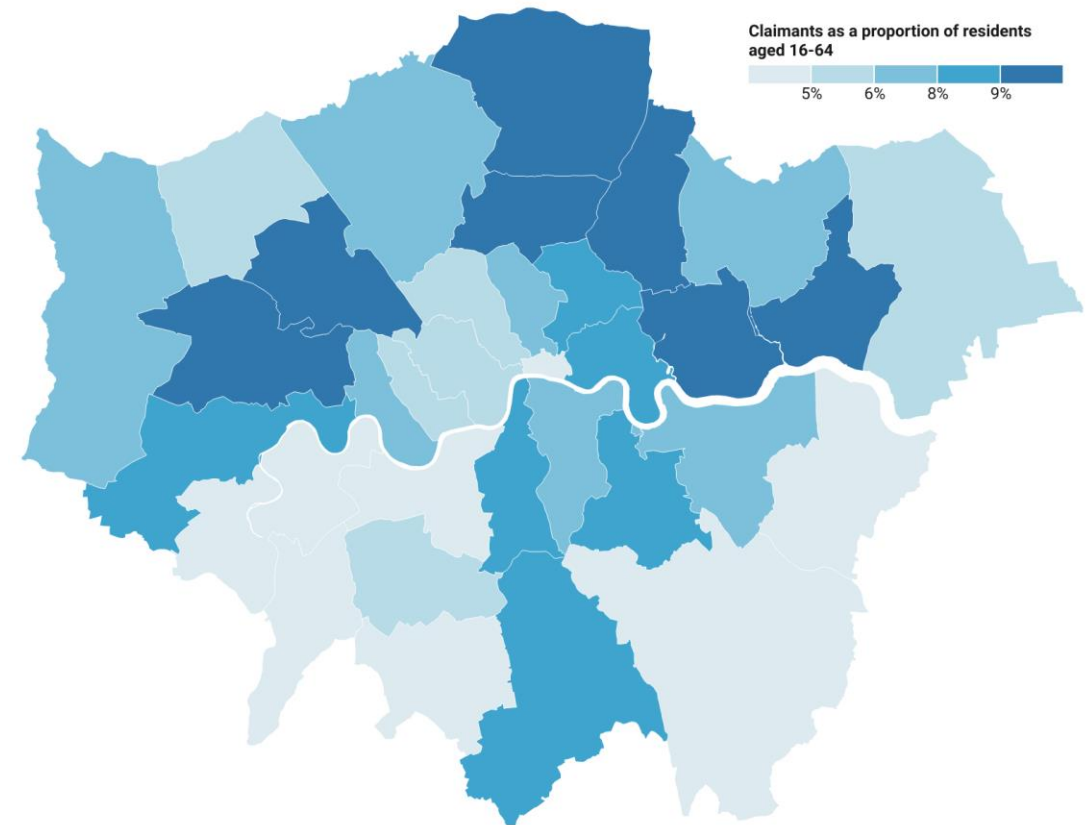 Claimants as a proportion of residents
aged 16-64
5% 6% 8% 9%